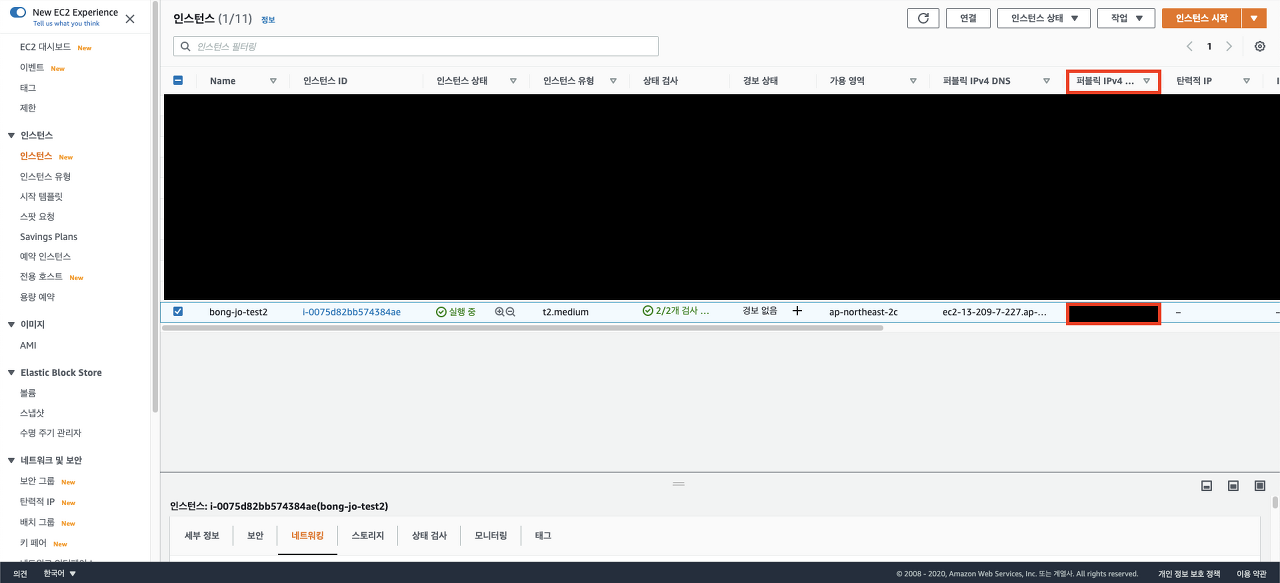 New EC2 Experience
Tell us what you think
EC2 대시보드 New
이벤트 New
태그
제한
인스턴스
인스턴스 New
인스턴스 유형
시작 템플릿
스팟 요청
Savings Plans
예약 인스턴스
전용 호스트 New
용량 예약
이미지
AMI
Elastic Block Store
볼륨
스냅샷
수명 주기 관리자
네트워크 및 보안
보안 그룹 New
탄력적 IP New
배치 그룹 New
키 페어 New
인스턴스 (1/11) 정보
연결 인스턴스 상태 작업 인스턴스 시작
인스턴스 필터링
1
Name 인스턴스 ID 인스턴스 상태 인스턴스 유형 상태 검사 경보 상태 가용 영역 퍼블릭 IPv4 DNS 퍼블릭 IPv4 ... 탄력적 IP
bong-jo-test2 i-0075d82bb574384ae 실행 중 t2.medium 2/2개 검사 ... 경보 없음 + ap-northeast-2c ec2-13-209-7-227.ap-... –
인스턴스: i-0075d82bb574384ae(bong-jo-test2)
세부 정보 보안 네트워킹 스토리지 상태 검사 모니터링 태그
의견 한국어 © 2008 - 2020, Amazon Web Services, Inc. 또는 계열사. All rights reserved. 개인 정보 보호 정책 이용 약관